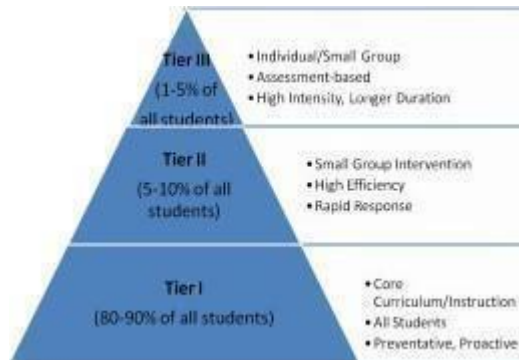 Tier III
(1-5% of
all students)
• Individual/Small Group
• Assessment-based
• High Intensity, Longer Duration
Tier II
(5-10% of all
students)
• Small Group Intervention
• High Efficiency
• Rapid Response
Tier I
(80-90% of all students)
• Core
Curriculum/Instruction
• All Students
• Preventative, Proactive